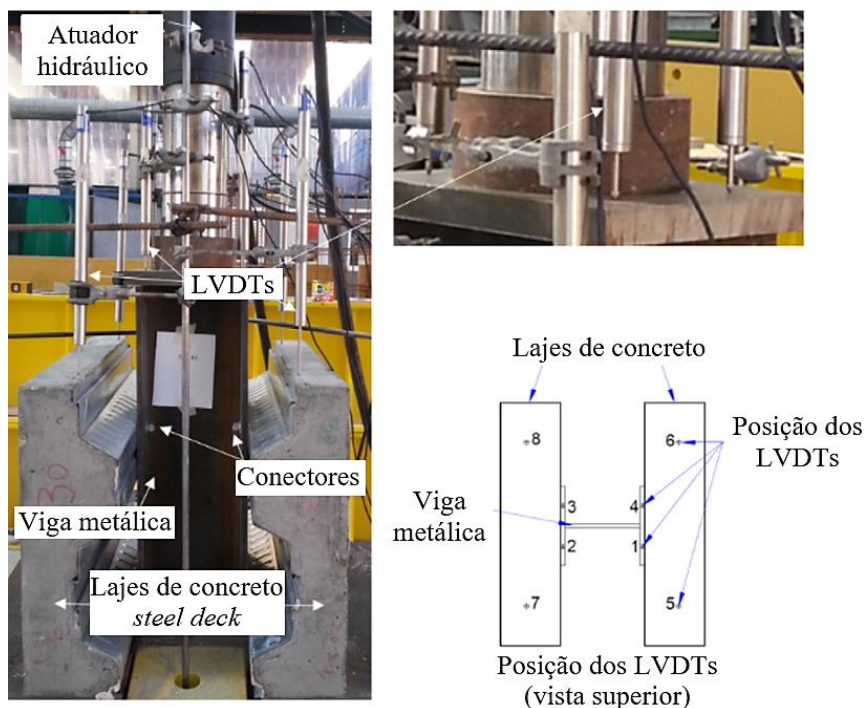 Atuador
hidráulico
LVDTs
Conectores
Viga metálica
Lajes de concreto
steel deck
Lajes de concreto
8
6
Posição dos
LVDTs
3
4
Viga
metálica
2
1
7
5
Posição dos LVDTs
(vista superior)